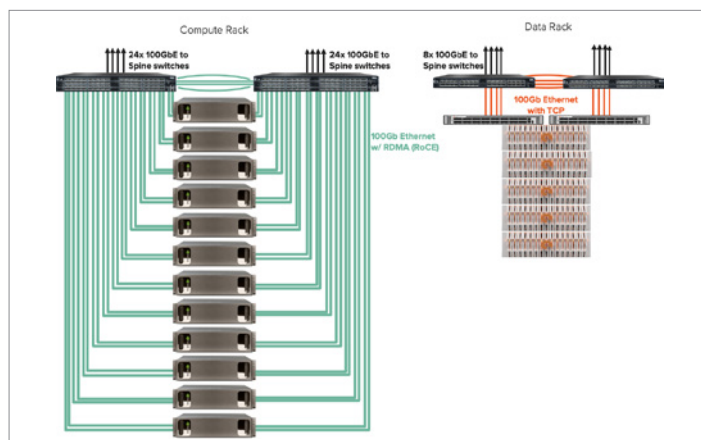 Compute Rack
Data Rack
24x 100GbE to
Spine switches
24x 100GbE to
Spine switches
8x 100GbE to
Spine switches
100Gb Ethernet
with TCP
100Gb Ethernet
w/ RDMA (RoCE)